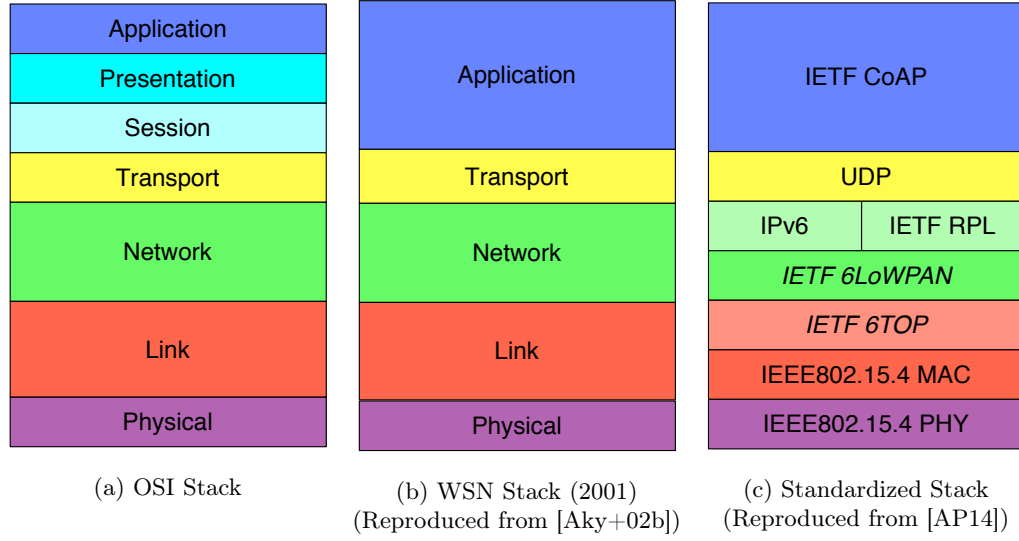 Application
Presentation
Session
Transport
Network
Link
Physical
(a) OSI Stack
Application
Transport
Network
Link
Physical
(b) WSN Stack (2001)
(Reproduced from [Aky+02b])
IETF CoAP
UDP
IPv6 IETF RPL
IETF 6LoWPAN
IETF 6TOP
IEEE802.15.4 MAC
IEEE802.15.4 PHY
(c) Standardized Stack
(Reproduced from [AP14])